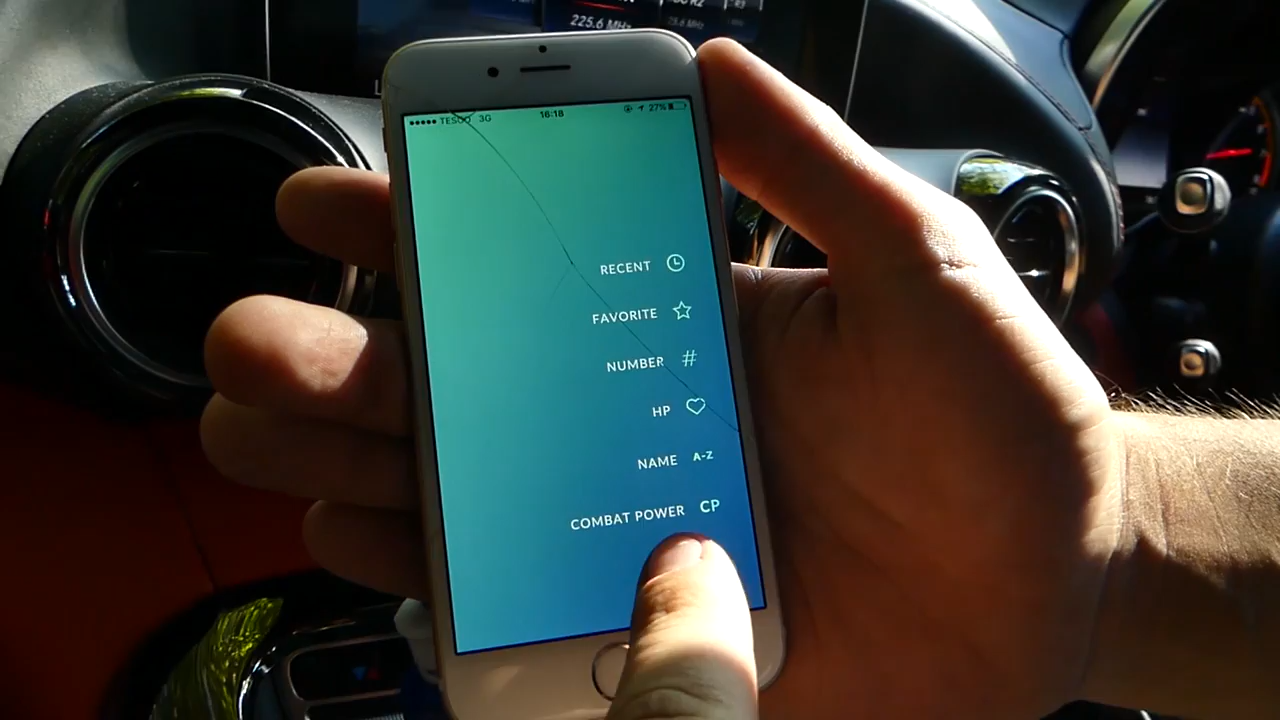 225.6 MHz
TESCO 3G 16:18 27%
RECENT
FAVORITE
NUMBER #
HP
NAME A-Z
COMBAT POWER CP